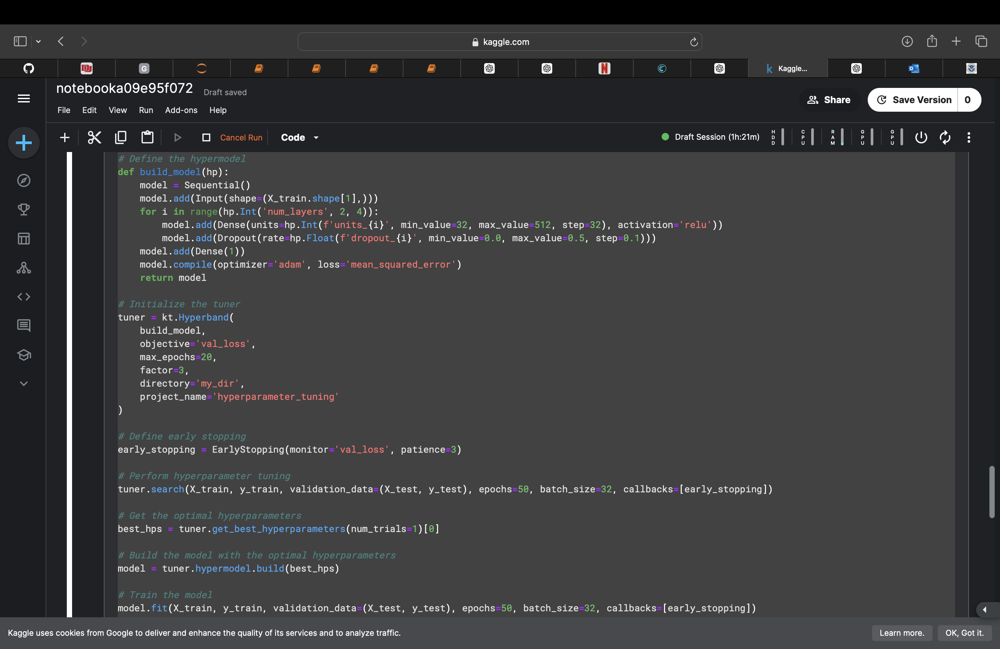 kaggle.com
G
N
k Kaggle...
notebooka09e95f072 Draft saved
Share
Save Version 0
File Edit View Run Add-ons Help
Cancel Run
Code
Draft Session (1h:21m)
HDD
CPU
RAM
GPU
GPU
# Define the hypermodel
def build_model(hp):
    model = Sequential()
    model.add(Input(shape=(X_train.shape[1],)))
    for i in range(hp.Int('num_layers', 2, 4)):
        model.add(Dense(units=hp.Int(f'units_{i}', min_value=32, max_value=512, step=32), activation='relu'))
        model.add(Dropout(rate=hp.Float(f'dropout_{i}', min_value=0.0, max_value=0.5, step=0.1)))
    model.add(Dense(1))
    model.compile(optimizer='adam', loss='mean_squared_error')
    return model
# Initialize the tuner
tuner = kt.Hyperband(
    build_model,
    objective='val_loss',
    max_epochs=20,
    factor=3,
    directory='my_dir',
    project_name='hyperparameter_tuning'
)
# Define early stopping
early_stopping = EarlyStopping(monitor='val_loss', patience=3)
# Perform hyperparameter tuning
tuner.search(X_train, y_train, validation_data=(X_test, y_test), epochs=50, batch_size=32, callbacks=[early_stopping])
# Get the optimal hyperparameters
best_hps = tuner.get_best_hyperparameters(num_trials=1)[0]
# Build the model with the optimal hyperparameters
model = tuner.hypermodel.build(best_hps)
# Train the model
model.fit(X_train, y_train, validation_data=(X_test, y_test), epochs=50, batch_size=32, callbacks=[early_stopping])
Kaggle uses cookies from Google to deliver and enhance the quality of its services and to analyze traffic.
Learn more.
OK, Got it.